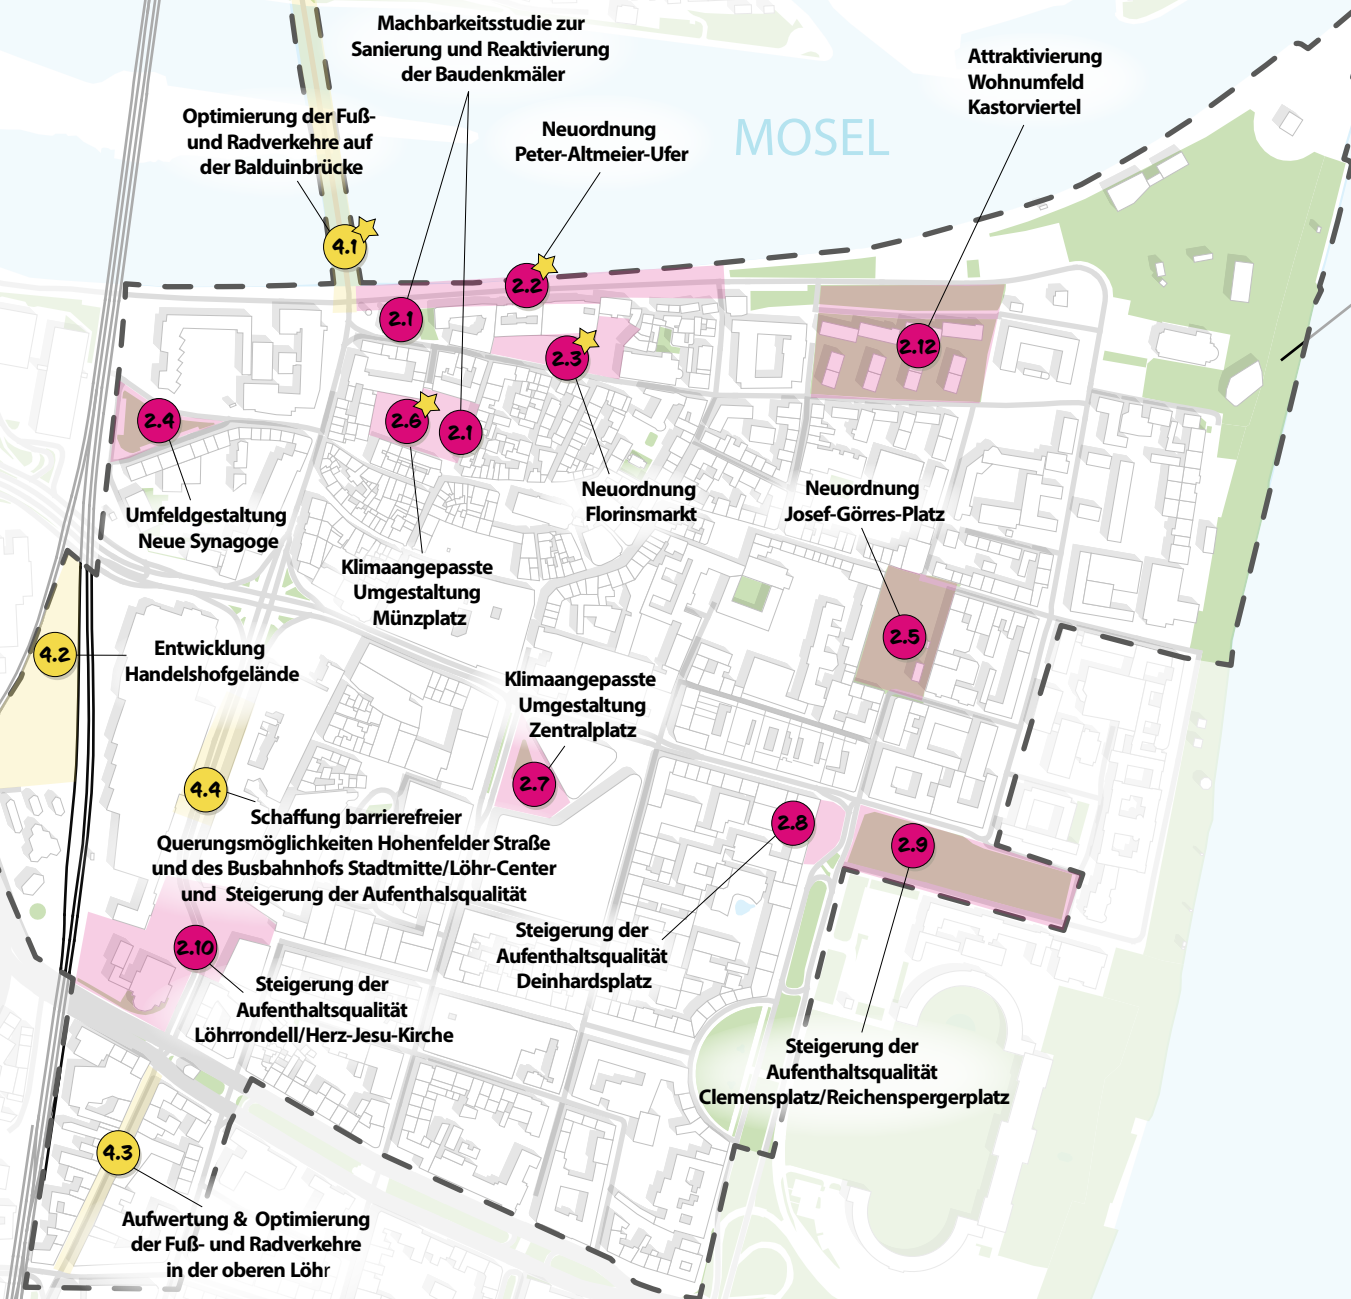 Machbarkeitsstudie zur
Sanierung und Reaktivierung
der Baudenkmäler
Attraktivierung
Wohnumfeld
Kastorviertel
Optimierung der Fuß-
und Radverkehre auf
der Balduinbrücke
Neuordnung
Peter-Altmeier-Ufer
MOSEL
4.1
2.2
2.1
2.3
2.12
2.4
2.6
2.1
Neuordnung
Florinsmarkt
Neuordnung
Josef-Görres-Platz
Umfeldgestaltung
Neue Synagoge
Klimaangepasste
Umgestaltung
Münzplatz
2.5
4.2
Entwicklung
Handelshofgelände
Klimaangepasste
Umgestaltung
Zentralplatz
2.7
4.4
Schaffung barrierefreier
Querungsmöglichkeiten Hohenfelder Straße
und des Busbahnhofs Stadtmitte/Löhr-Center
und Steigerung der Aufenthalsqualität
2.8
2.9
2.10
Steigerung der
Aufenthaltsqualität
Deinhardsplatz
Steigerung der
Aufenthaltsqualität
Löhrrondell/Herz-Jesu-Kirche
Steigerung der
Aufenthaltsqualität
Clemensplatz/Reichenspergerplatz
4.3
Aufwertung & Optimierung
der Fuß- und Radverkehre
in der oberen Löhr